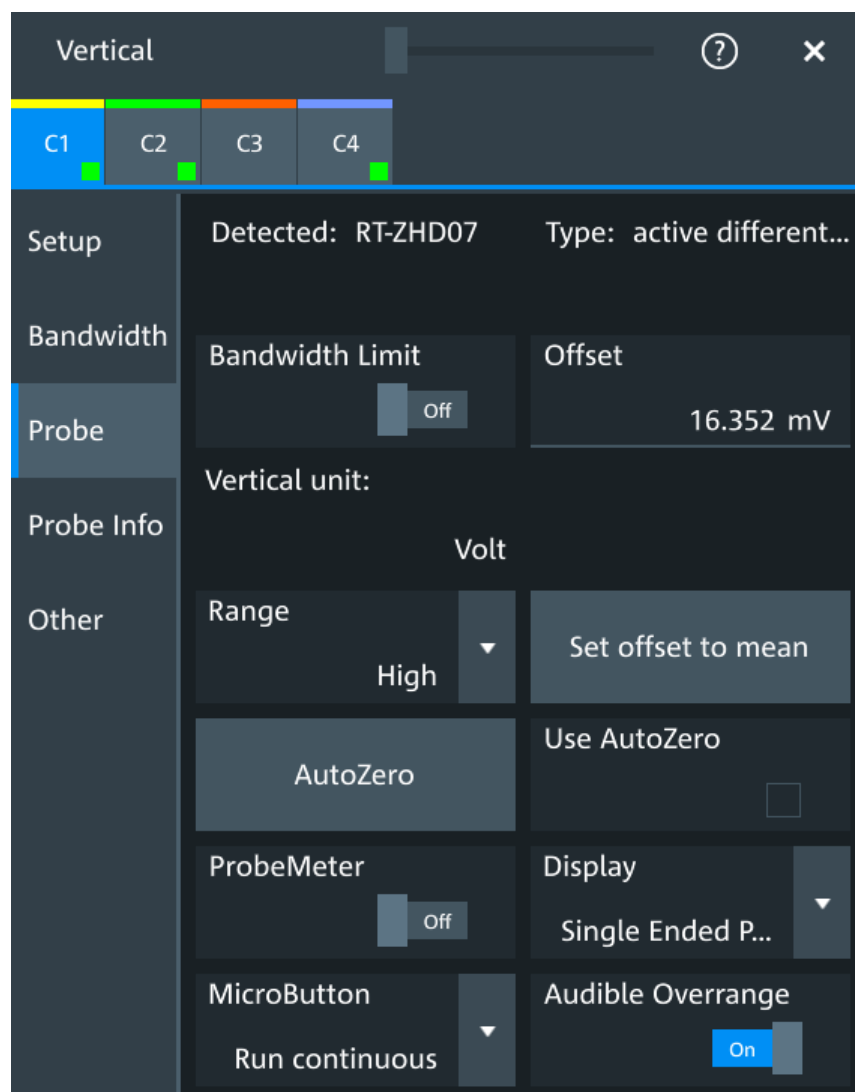 Vertical
?
C1 C2 C3 C4
Setup
Bandwidth
Probe
Probe Info
Other
Detected: RT-ZHD07 Type: active different...
Bandwidth Limit
Off
Offset
16.352 mV
Vertical unit:
Volt
Range
High
Set offset to mean
AutoZero
Use AutoZero
ProbeMeter
Off
Display
Single Ended P...
MicroButton
Run continuous
Audible Overrange
On